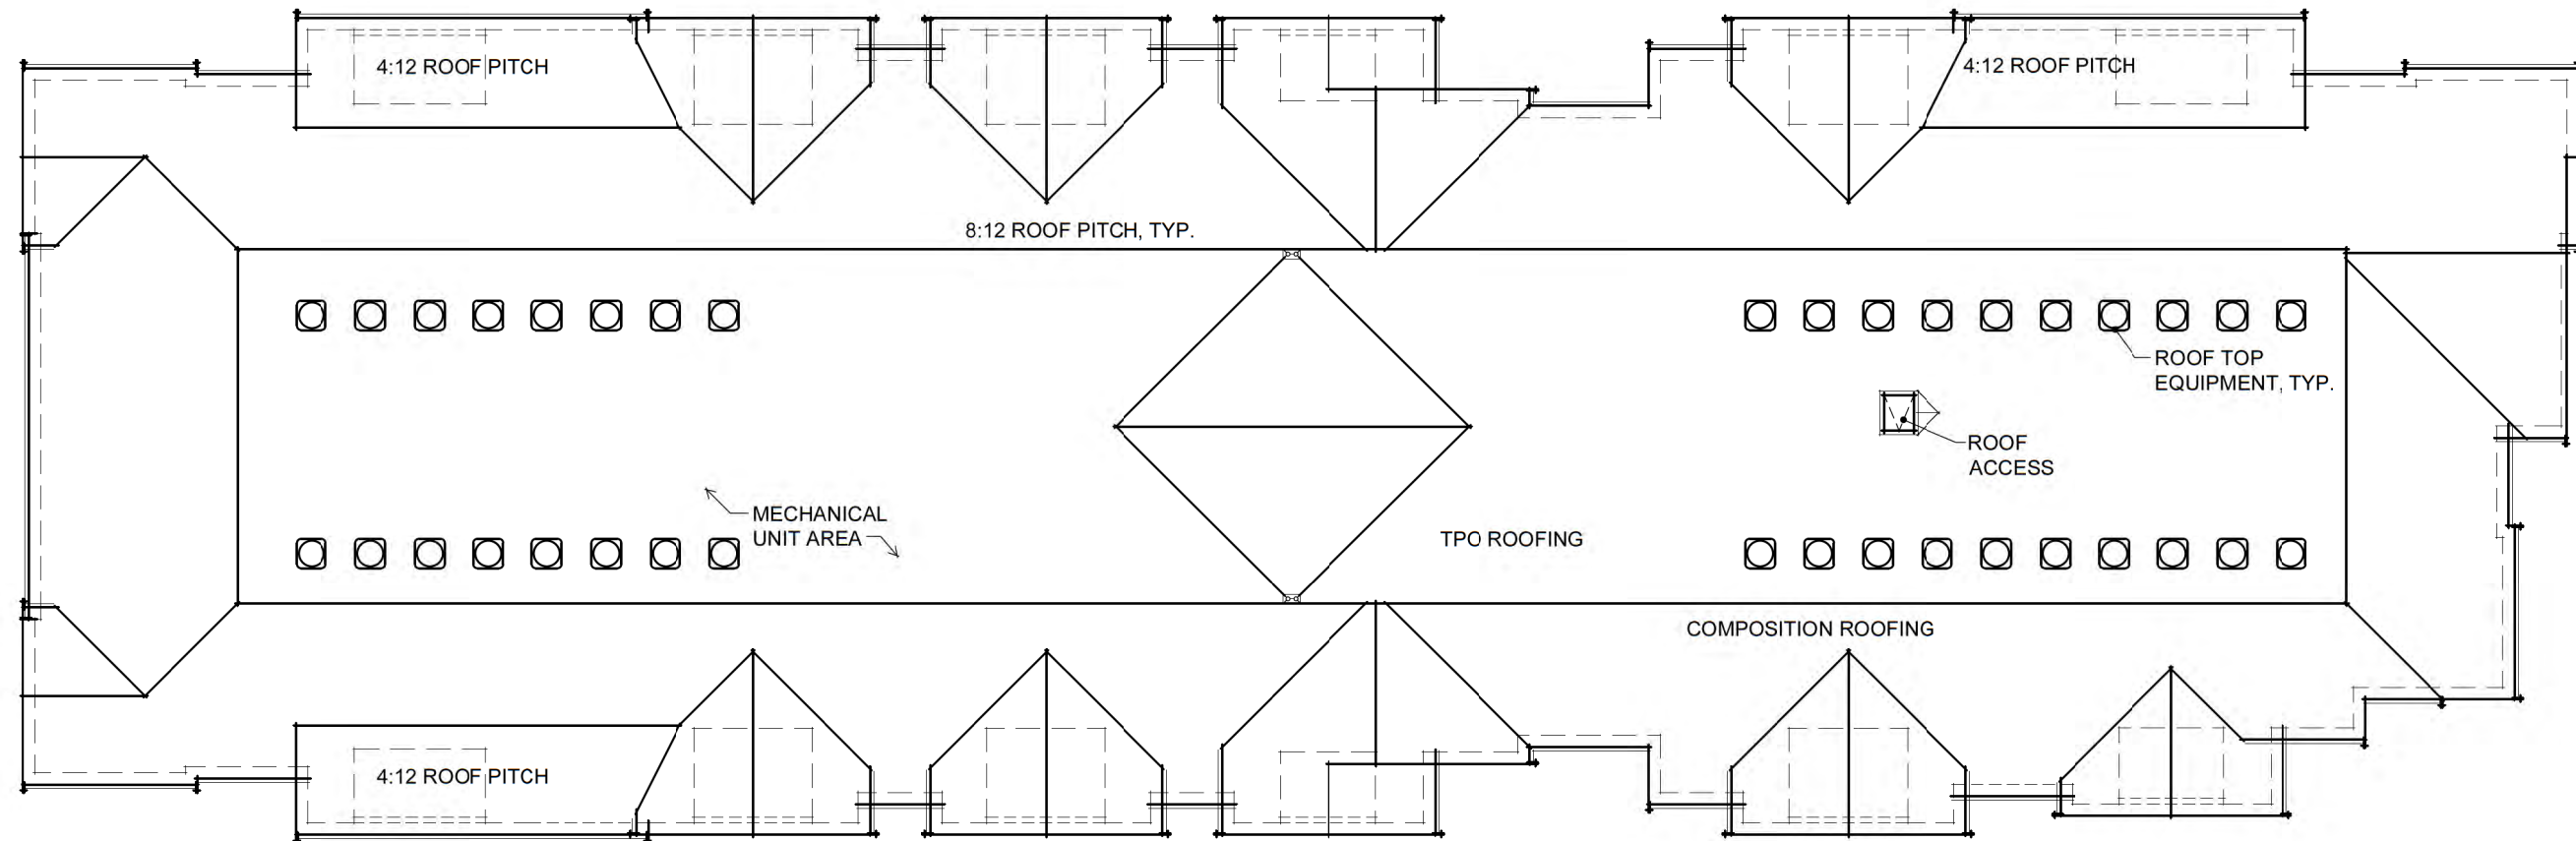 4:12 ROOF PITCH
4:12 ROOF PITCH
8:12 ROOF PITCH, TYP.
ROOF TOP
EQUIPMENT, TYP.
ROOF
ACCESS
MECHANICAL
UNIT AREA
TPO ROOFING
COMPOSITION ROOFING
4:12 ROOF PITCH